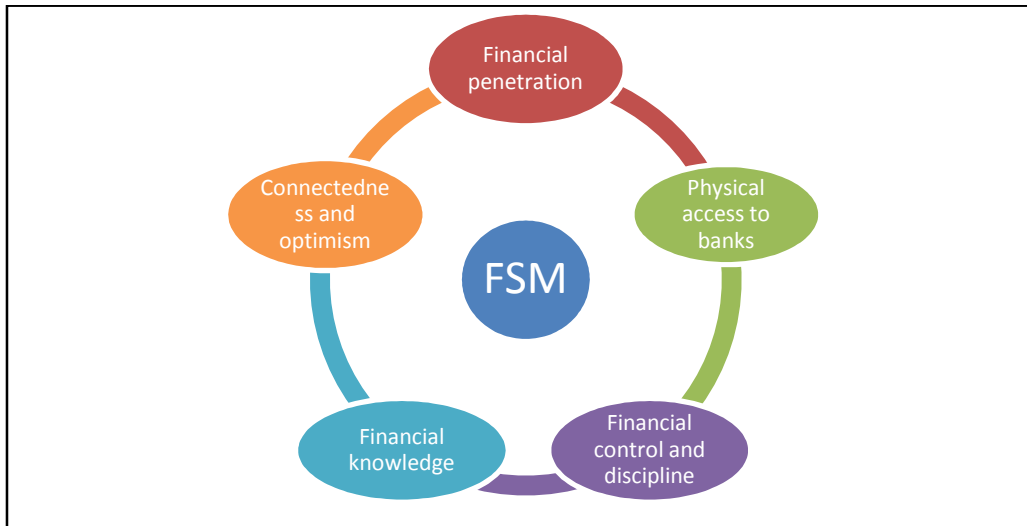 Financial
penetration
Connectedne
ss and
optimism
Physical
access to
banks
FSM
Financial
knowledge
Financial
control and
discipline